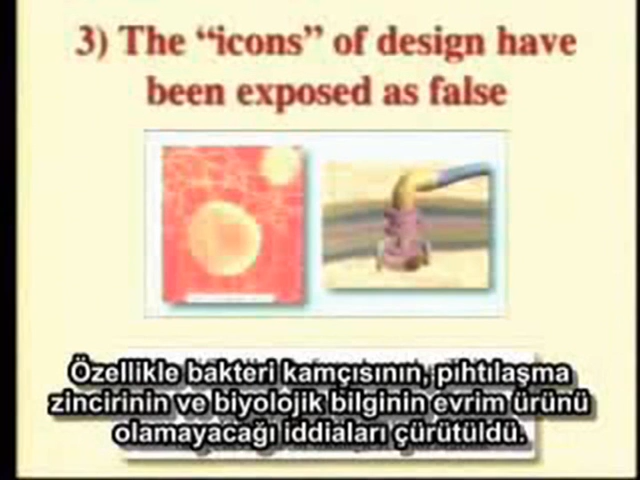 3) The “icons” of design have
been exposed as false
Özellikle bakteri kamçısının, pıhtılaşma
zincirinin ve biyolojik bilginin evrim ürünü
olamayacağı iddiaları çürütüldü.